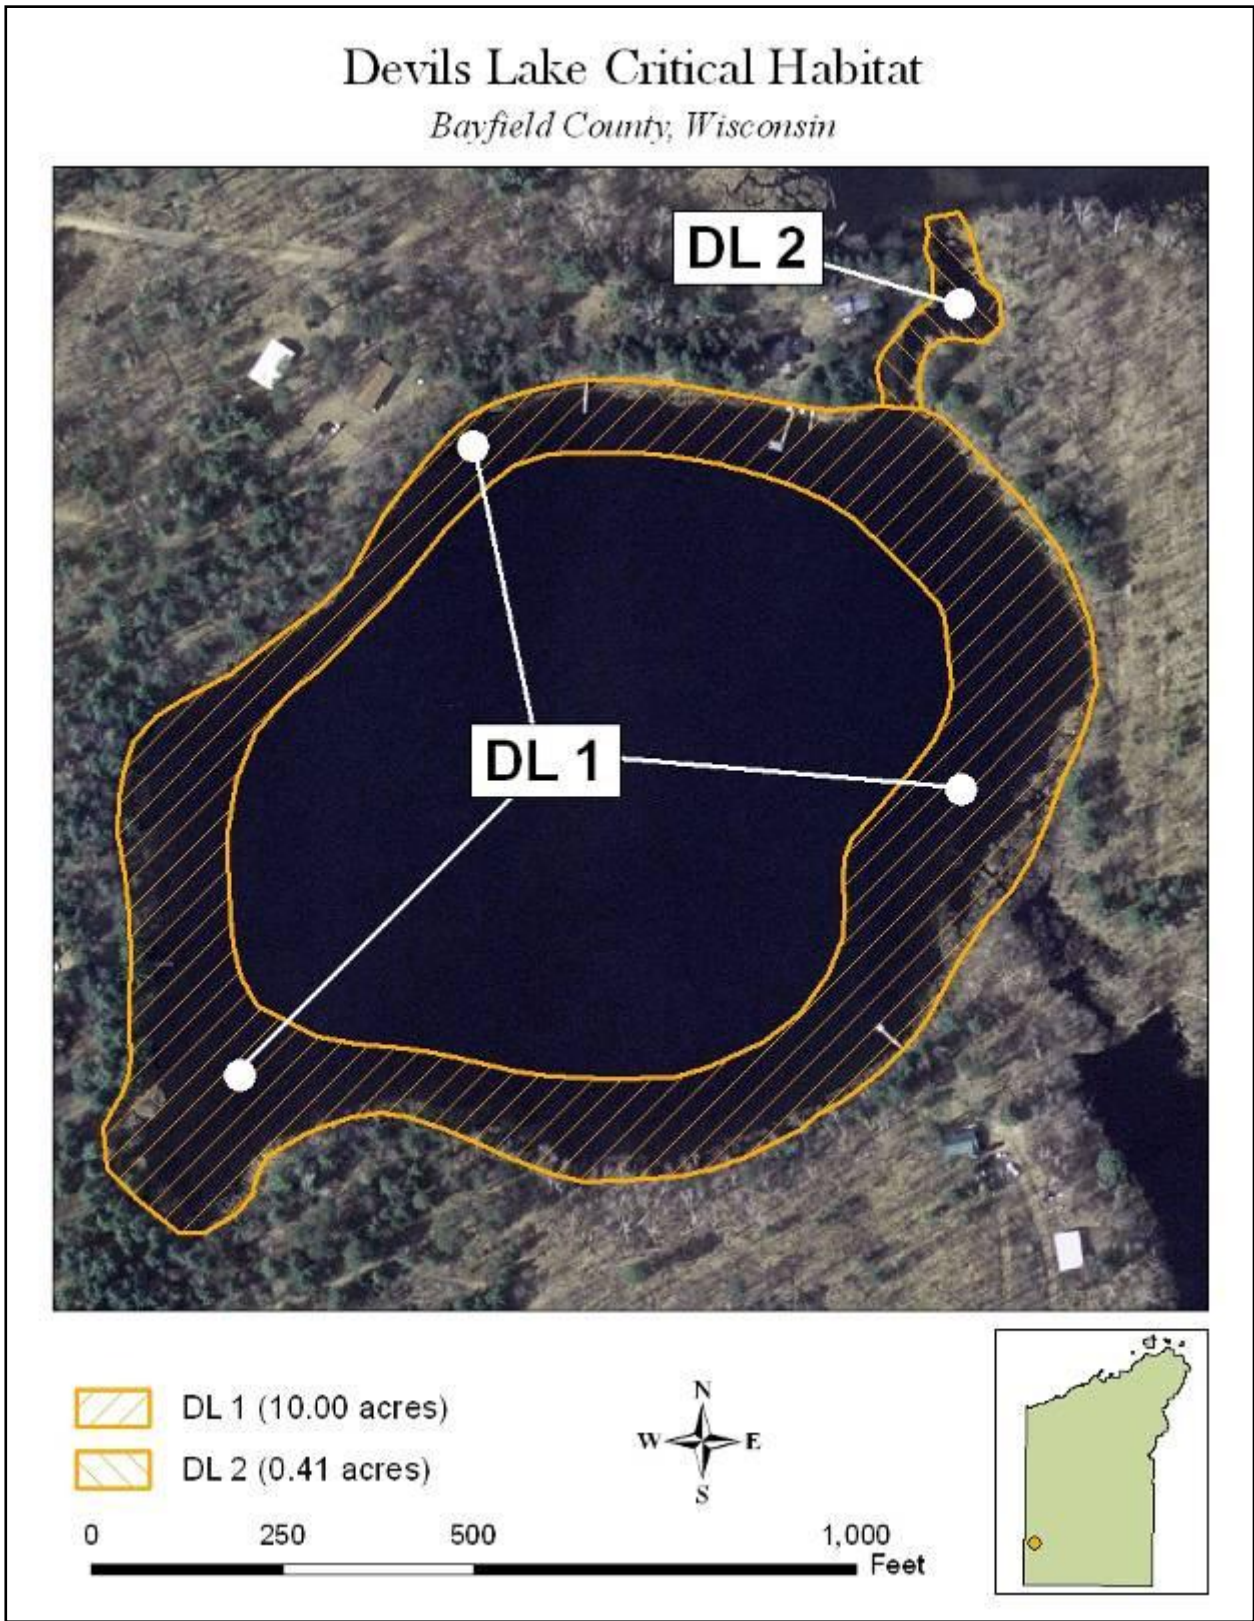 Devils Lake Critical Habitat
Bayfield County, Wisconsin
DL 2
DL 1
DL 1 (10.00 acres)
DL 2 (0.41 acres)
N
W E
S
0 250 500 1,000
Feet